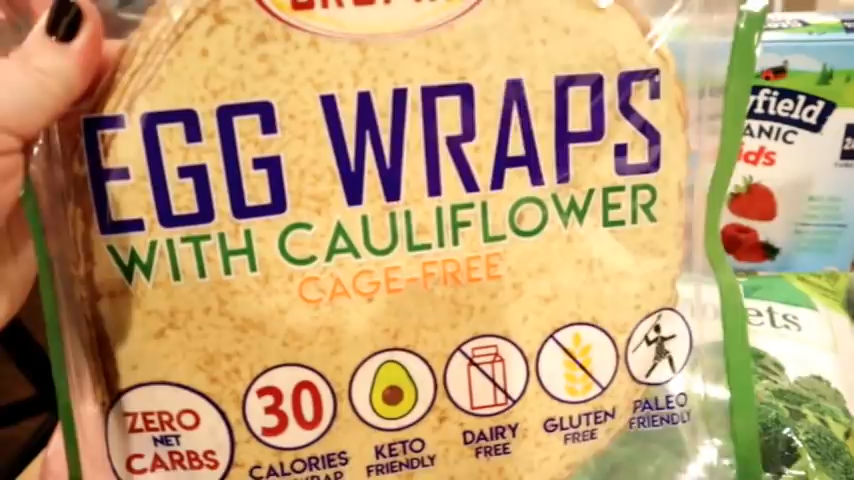 EGG WRAPS
WITH CAULIFLOWER
CAGE-FREE
ZERO
NET
CARBS
30
CALORIES
KETO
FRIENDLY
DAIRY
FREE
GLUTEN
FREE
PALEO
FRIENDLY
yfield
ANIC
ids
ets